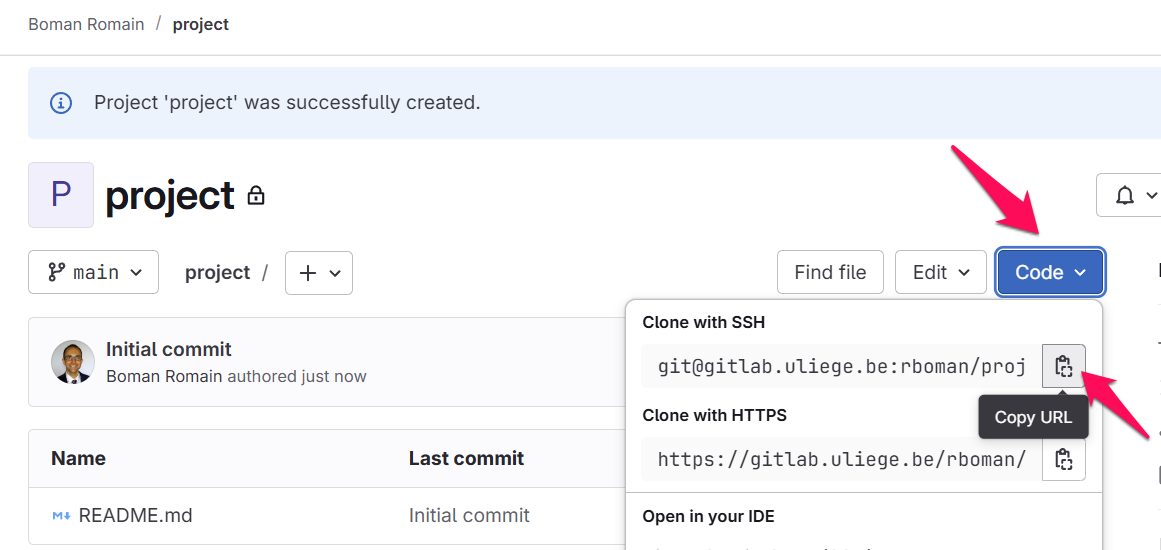 Boman Romain / project
Project 'project' was successfully created.
P project
main project / +
Find file Edit Code
Clone with SSH
Initial commit
git@gitlab.uliege.be:rboman/proj
Boman Romain authored just now
Copy URL
Clone with HTTPS
https://gitlab.uliege.be/rboman/
Name Last commit
README.md Initial commit
Open in your IDE